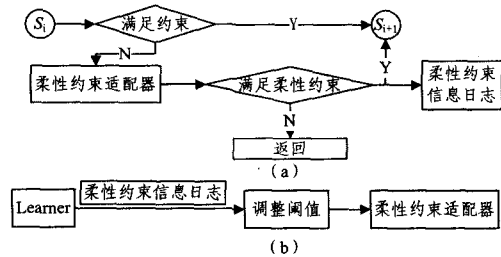 Si
满足约束
Y
Si+1
N
柔性约束适配器
满足柔性约束
Y
柔性约束
信息日志
N
返回
(a)
Learner
柔性约束信息日志
调整阈值
柔性约束适配器
(b)